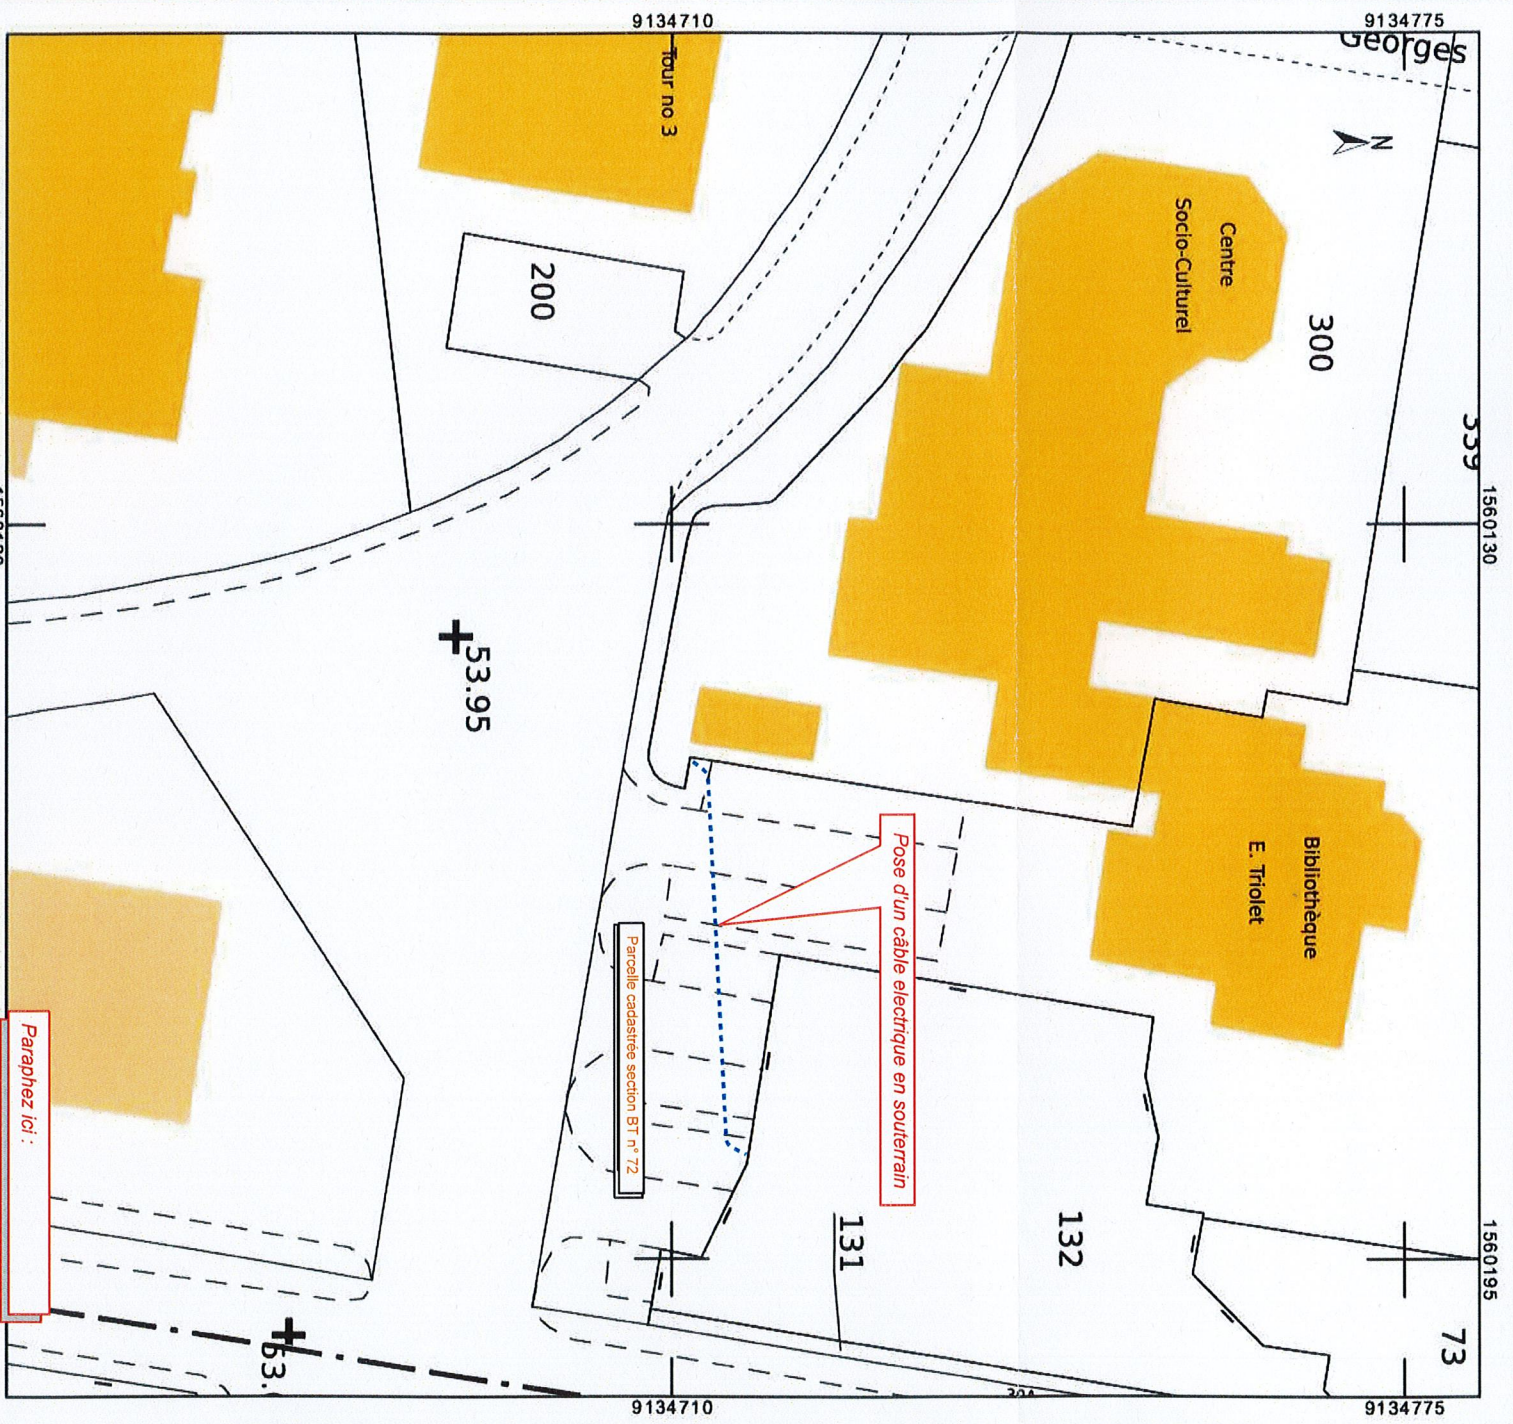 9134710
9134775
Georges
Tour no 3
N
Centre
Socio-Culturel
200
300
1560130
53.95
Bibliothèque
E. Triolet
Pose d'un câble electrique en souterrain
Parcelle cadastrée section BT n° 72
Paraphez ici :
131
132
1560195
73
53.
9134710
9134775